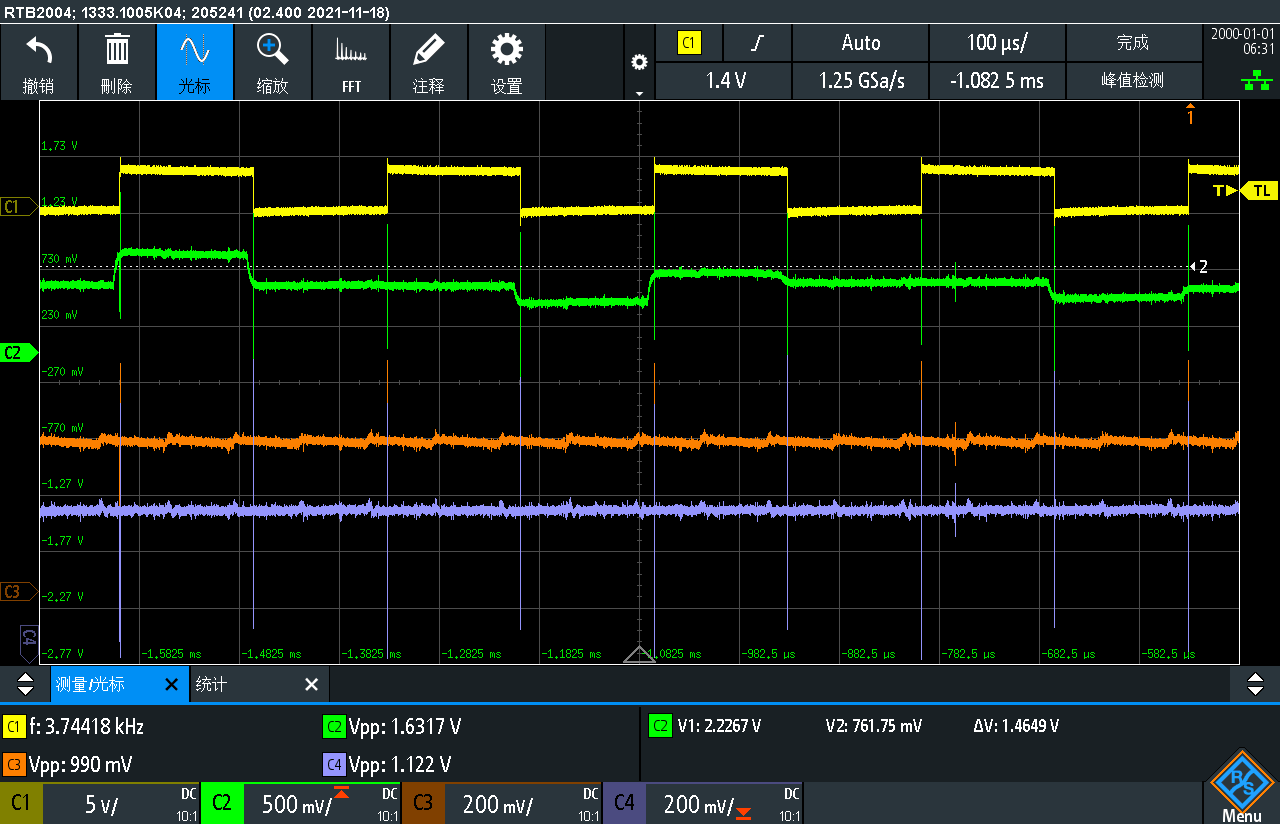 RTB2004; 1333.1005K04; 205241 (02.400 2021-11-18)
撤销 删除 光标 缩放 FFT 注释 设置
C1 Auto 100 µs/ 完成
1.4 V 1.25 GSa/s -1.082 5 ms 峰值检测
2000-01-01
06:31
1
1.73 V
T TL
C1 1.23 V
730 mV
2
230 mV
C2
-270 mV
-770 mV
-1.27 V
-1.77 V
C3 -2.27 V
C4
-2.77 V -1.5825 ms -1.4825 ms -1.3825 ms -1.2825 ms -1.1825 ms 1.0825 ms -982.5 µs -882.5 µs -782.5 µs -682.5 µs -582.5 µs
测量/光标 统计
C1 f: 3.74418 kHz C2 Vpp: 1.6317 V C2 V1: 2.2267 V V2: 761.75 mV ΔV: 1.4649 V
C3 Vpp: 990 mV C4 Vpp: 1.122 V
C1 5 V/ DC 10:1 C2 500 mV/ DC 10:1 C3 200 mV/ DC 10:1 C4 200 mV/ DC 10:1
R S
Menu